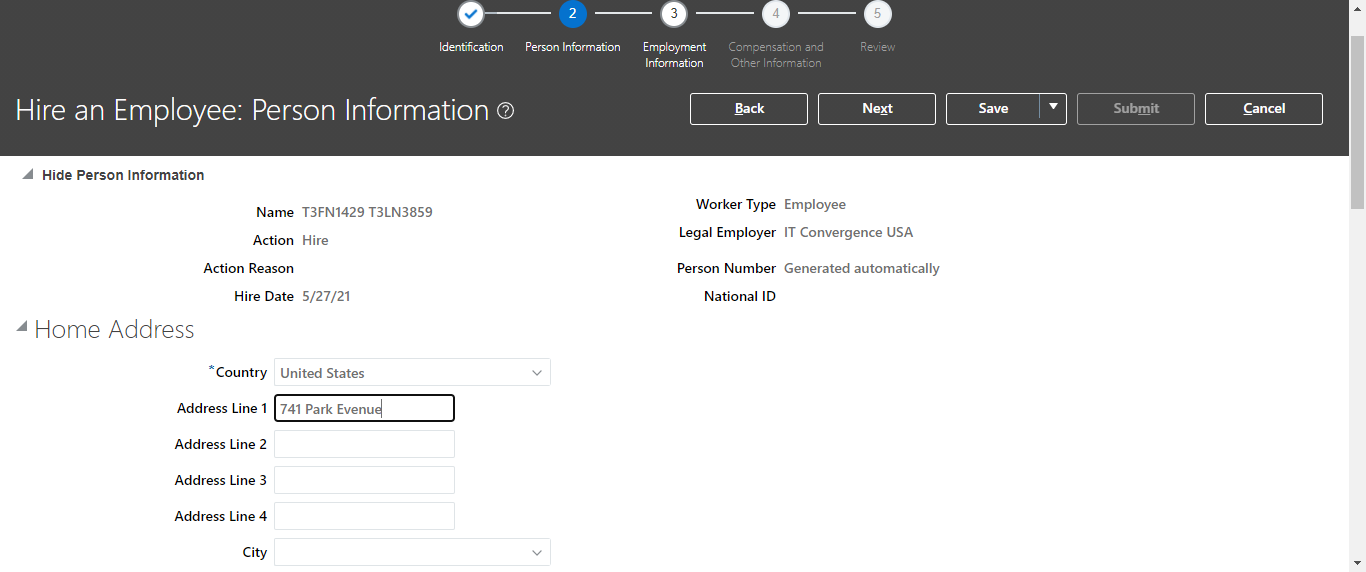 2
3
4
5
Identification
Person Information
Employment
Information
Compensation and
Other Information
Review
Hire an Employee: Person Information ?
Back
Next
Save
Submit
Cancel
Hide Person Information
Name T3FN1429 T3LN3859
Action Hire
Action Reason
Hire Date 5/27/21
Worker Type Employee
Legal Employer IT Convergence USA
Person Number Generated automatically
National ID
Home Address
*Country United States
Address Line 1 741 Park Evenue
Address Line 2
Address Line 3
Address Line 4
City